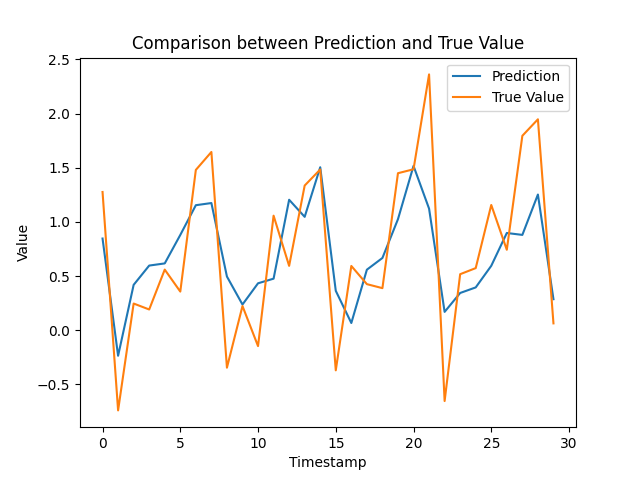 Comparison between Prediction and True Value
Prediction
True Value
2.5
2.0
1.5
1.0
0.5
0.0
−0.5
Value
0
5
10
15
20
25
30
Timestamp